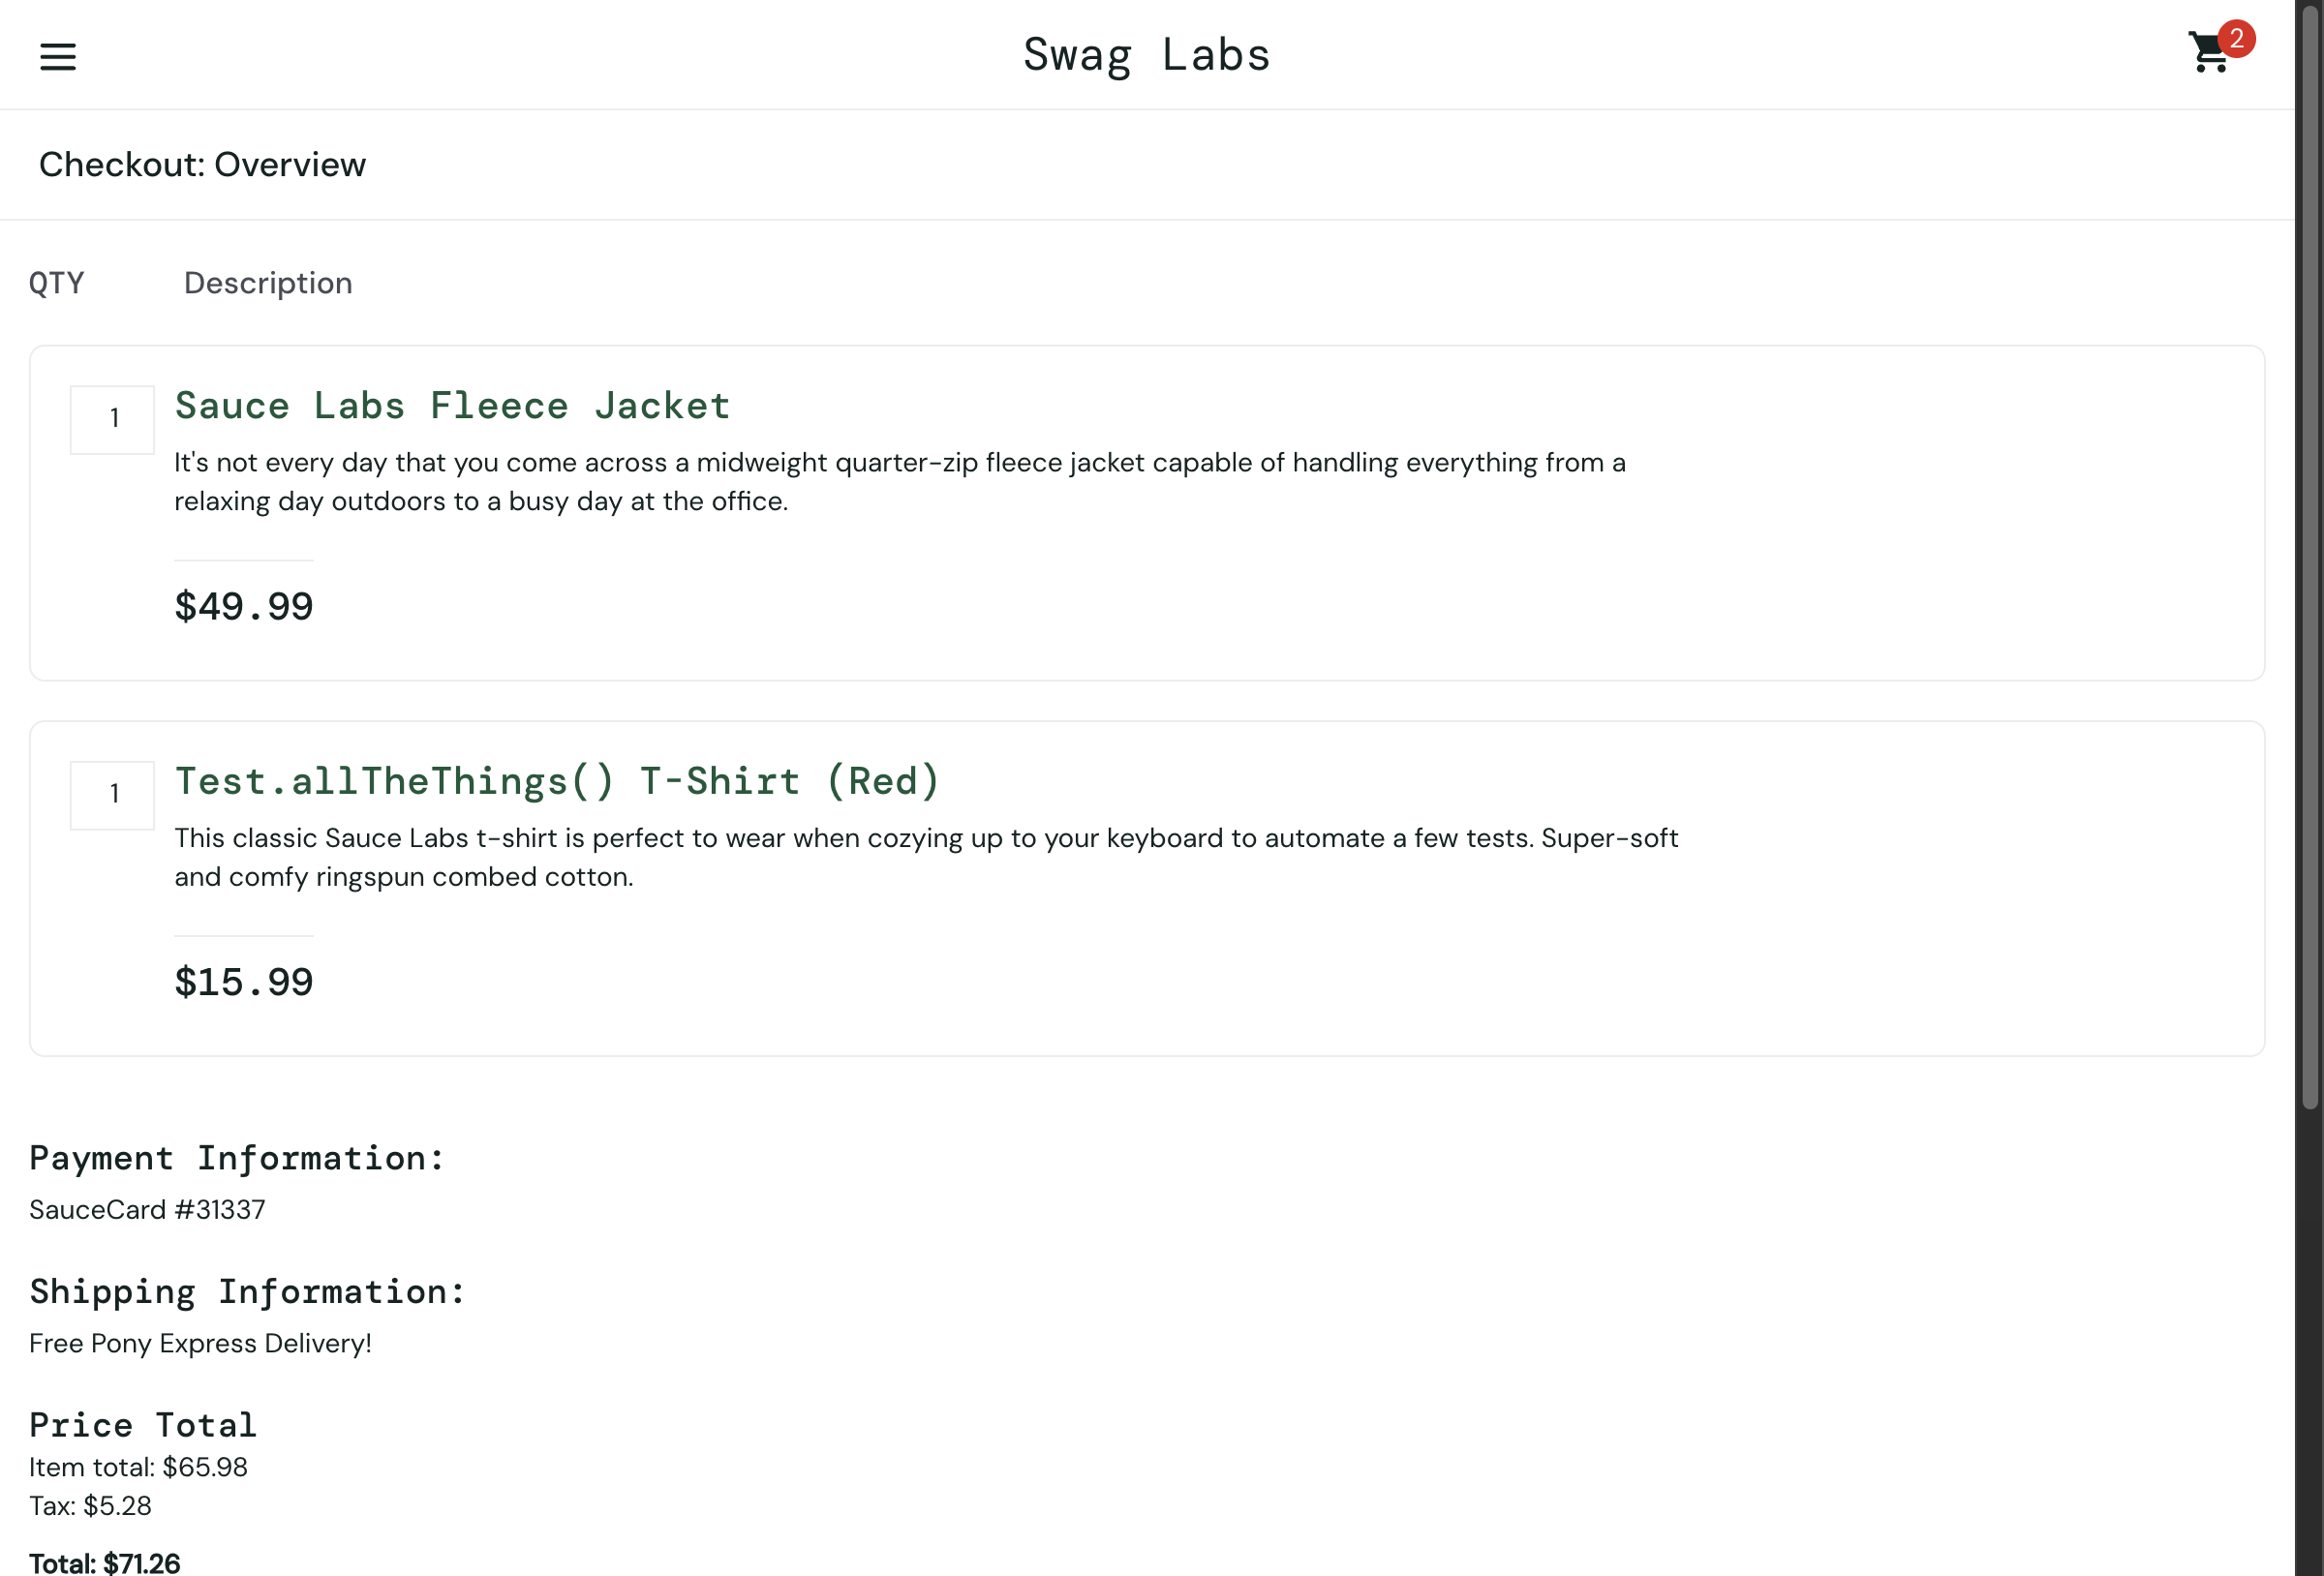 Swag Labs
2
Checkout: Overview
QTY Description
1
Sauce Labs Fleece Jacket
It's not every day that you come across a midweight quarter-zip fleece jacket capable of handling everything from a
relaxing day outdoors to a busy day at the office.
$49.99
1
Test.allTheThings() T-Shirt (Red)
This classic Sauce Labs t-shirt is perfect to wear when cozying up to your keyboard to automate a few tests. Super-soft
and comfy ringspun combed cotton.
$15.99
Payment Information:
SauceCard #31337
Shipping Information:
Free Pony Express Delivery!
Price Total
Item total: $65.98
Tax: $5.28
Total: $71.26